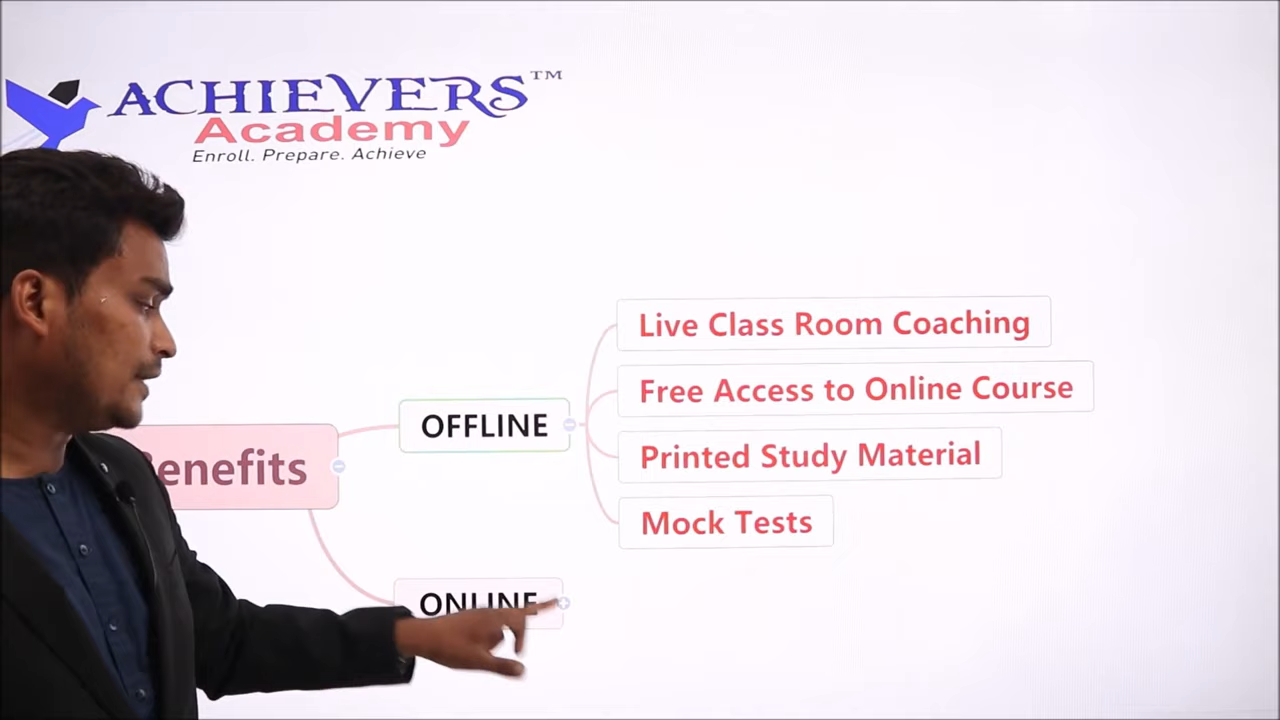 ACHIEVERS™
Academy
Enroll. Prepare. Achieve
Live Class Room Coaching
Free Access to Online Course
OFFLINE
Printed Study Material
enefits
Mock Tests
ONLINE